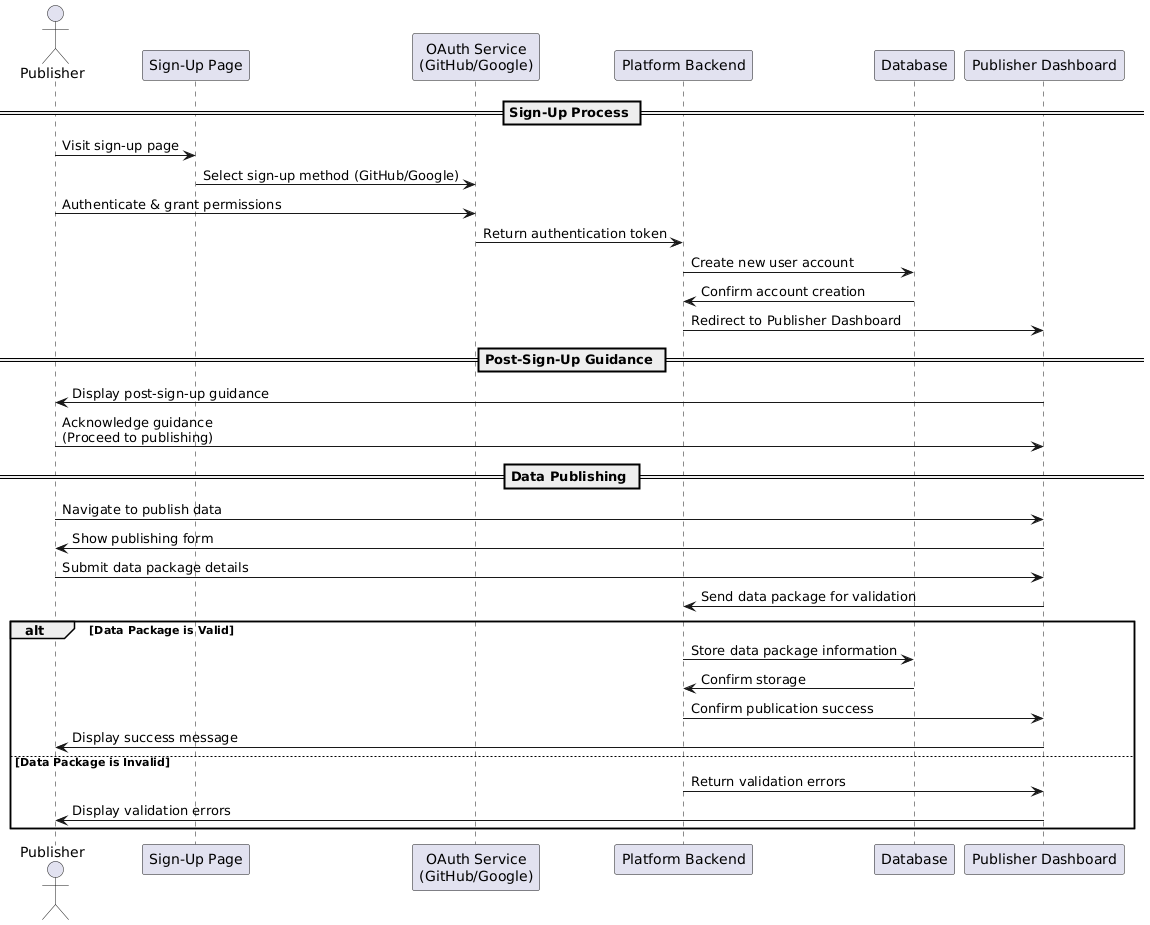 Publisher
Sign-Up Page
OAuth Service
(GitHub/Google)
Platform Backend
Database
Publisher Dashboard
Sign-Up Process
Visit sign-up page
Select sign-up method (GitHub/Google)
Authenticate & grant permissions
Return authentication token
Create new user account
Confirm account creation
Redirect to Publisher Dashboard
Post-Sign-Up Guidance
Display post-sign-up guidance
Acknowledge guidance
(Proceed to publishing)
Data Publishing
Navigate to publish data
Show publishing form
Submit data package details
Send data package for validation
alt [Data Package is Valid]
Store data package information
Confirm storage
Confirm publication success
Display success message
[Data Package is Invalid]
Return validation errors
Display validation errors
Publisher
Sign-Up Page
OAuth Service
(GitHub/Google)
Platform Backend
Database
Publisher Dashboard